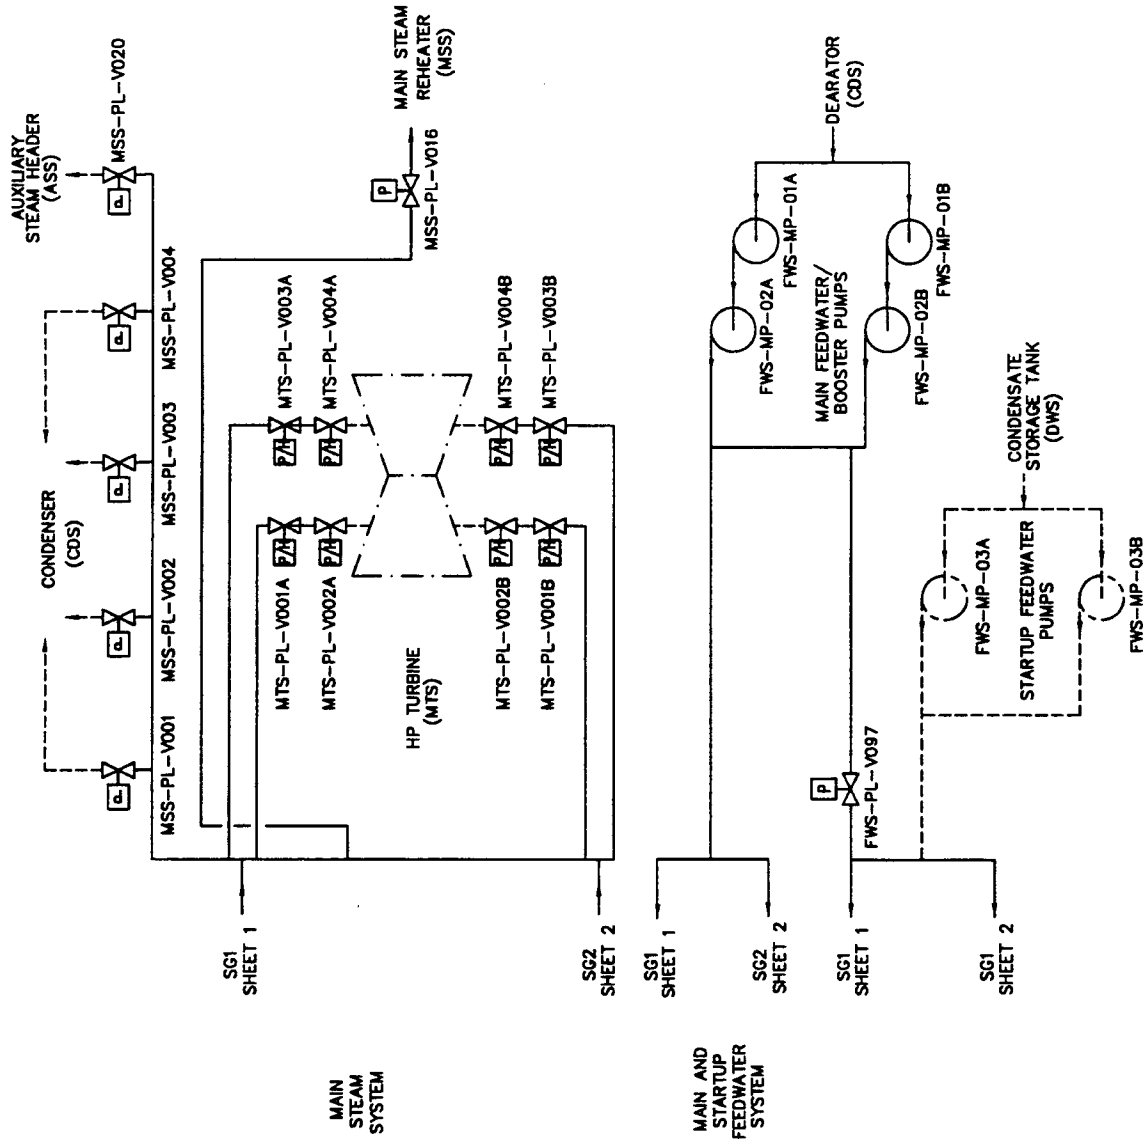 AUXILIARY
STEAM HEADER
(ASS)
MSS-PL-V020
P
CONDENSER
(CDS)
P
MSS-PL-V001
P
MSS-PL-V002
P
MSS-PL-V003
P
MSS-PL-V004
MAIN STEAM
REHEATER
(MSS)
P
MSS-PL-V016
P/H
MTS-PL-V001A
P/H
MTS-PL-V002A
P/H
MTS-PL-V003A
P/H
MTS-PL-V004A
HP TURBINE
(MTS)
P/H
MTS-PL-V002B
P/H
MTS-PL-V001B
P/H
MTS-PL-V004B
P/H
MTS-PL-V003B
SG1
SHEET 1
SG2
SHEET 2
MAIN
STEAM
SYSTEM
SG1
SHEET 1
SG2
SHEET 2
SG1
SHEET 1
SG1
SHEET 2
MAIN AND
STARTUP
FEEDWATER
SYSTEM
P
FWS-PL-V097
FWS-MP-02A
FWS-MP-01A
MAIN FEEDWATER/
BOOSTER PUMPS
FWS-MP-02B
FWS-MP-01B
DEARATOR
(CDS)
FWS-MP-03A
STARTUP FEEDWATER
PUMPS
FWS-MP-03B
CONDENSATE
STORAGE TANK
(DWS)